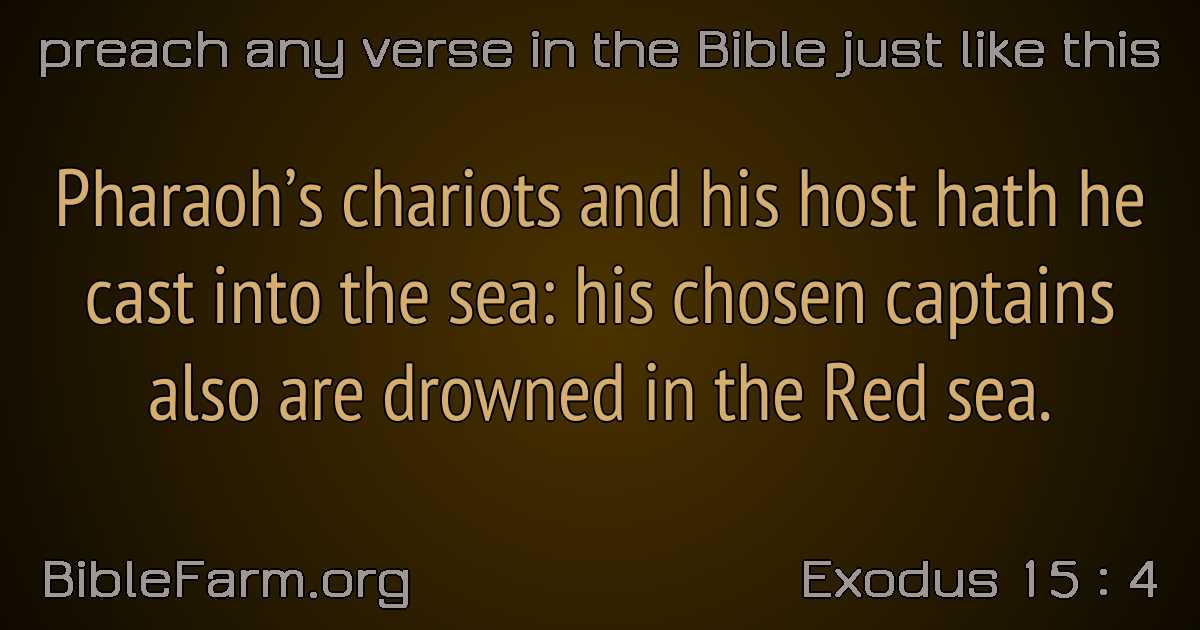 preach any verse in the Bible just like this
Pharaoh’s chariots and his host hath he
cast into the sea: his chosen captains
also are drowned in the Red sea.
BibleFarm.org
Exodus 15 : 4